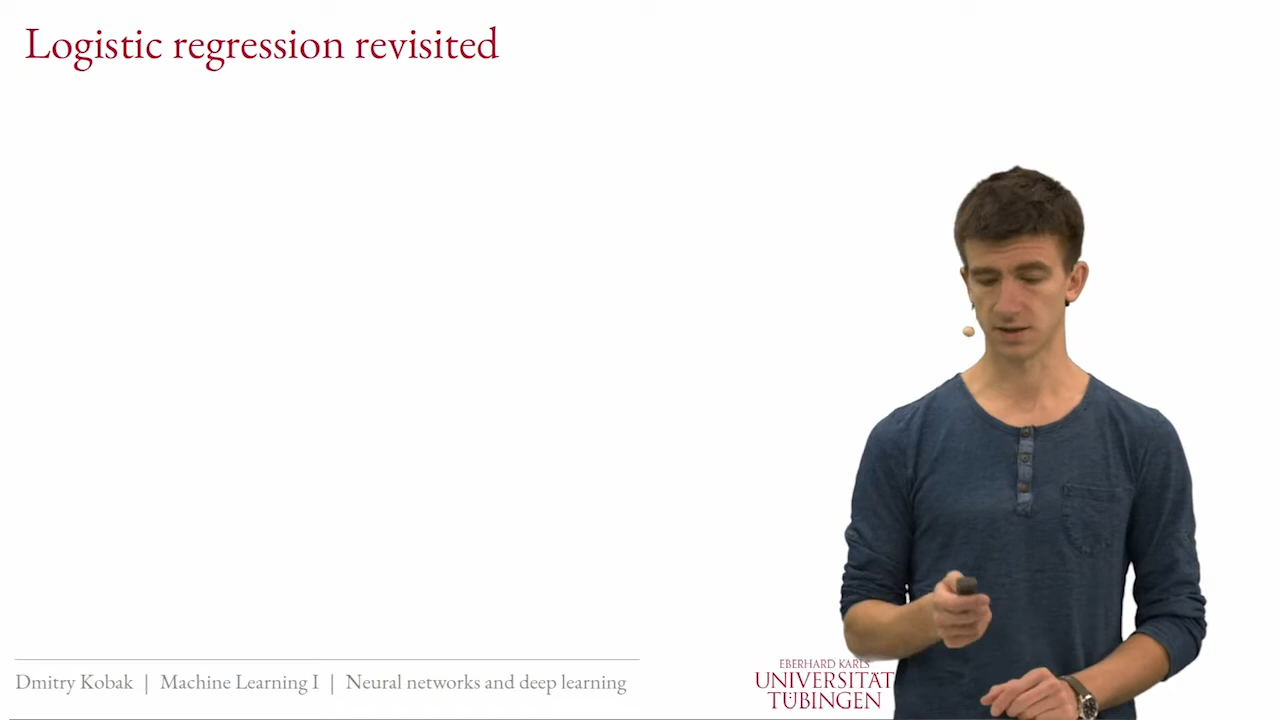 Logistic regression revisited
Dmitry Kobak | Machine Learning I | Neural networks and deep learning
EBERHARD KARLS
UNIVERSITÄT
TÜBINGEN